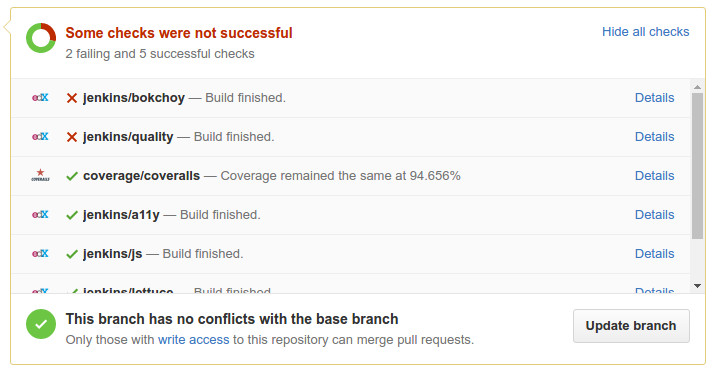 Some checks were not successful
Hide all checks
2 failing and 5 successful checks
edX jenkins/bokchoy — Build finished. Details
edX jenkins/quality — Build finished. Details
COVERALLS coverage/coveralls — Coverage remained the same at 94.656% Details
edX jenkins/a11y — Build finished. Details
edX jenkins/js — Build finished. Details
edX jenkins/lettuce — Build finished. Details
This branch has no conflicts with the base branch
Only those with write access to this repository can merge pull requests.
Update branch